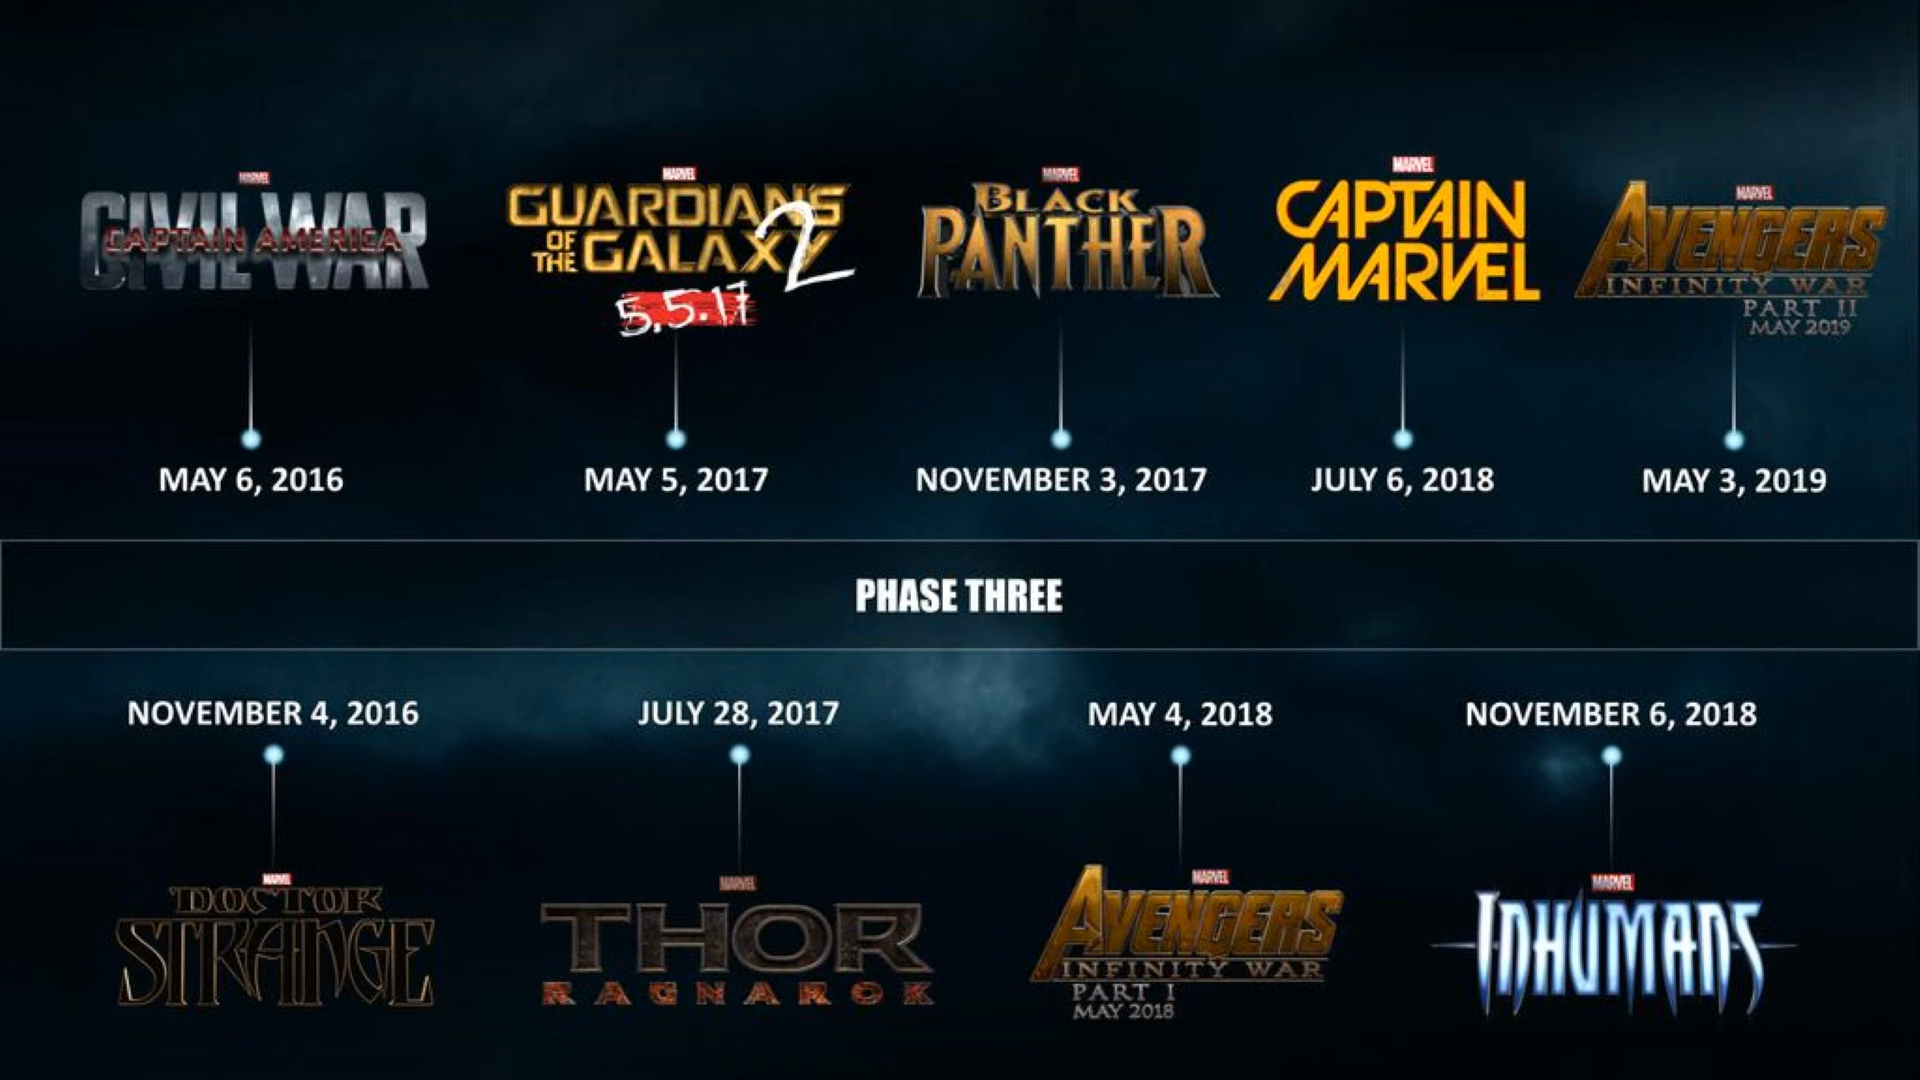 MARVEL
CIVIL WAR
CAPTAIN AMERICA
MAY 6, 2016
MARVEL
GUARDIANS
OF
THE GALAXY 2
5.5.17
MAY 5, 2017
MARVEL
BLACK
PANTHER
NOVEMBER 3, 2017
MARVEL
CAPTAIN
MARVEL
JULY 6, 2018
MARVEL
AVENGERS
INFINITY WAR
PART II
MAY 2019
MAY 3, 2019
PHASE THREE
NOVEMBER 4, 2016
MARVEL
DOCTOR
STRANGE
JULY 28, 2017
MARVEL
THOR
RAGNAROK
MAY 4, 2018
MARVEL
AVENGERS
INFINITY WAR
PART I
MAY 2018
NOVEMBER 6, 2018
MARVEL
INHUMANS